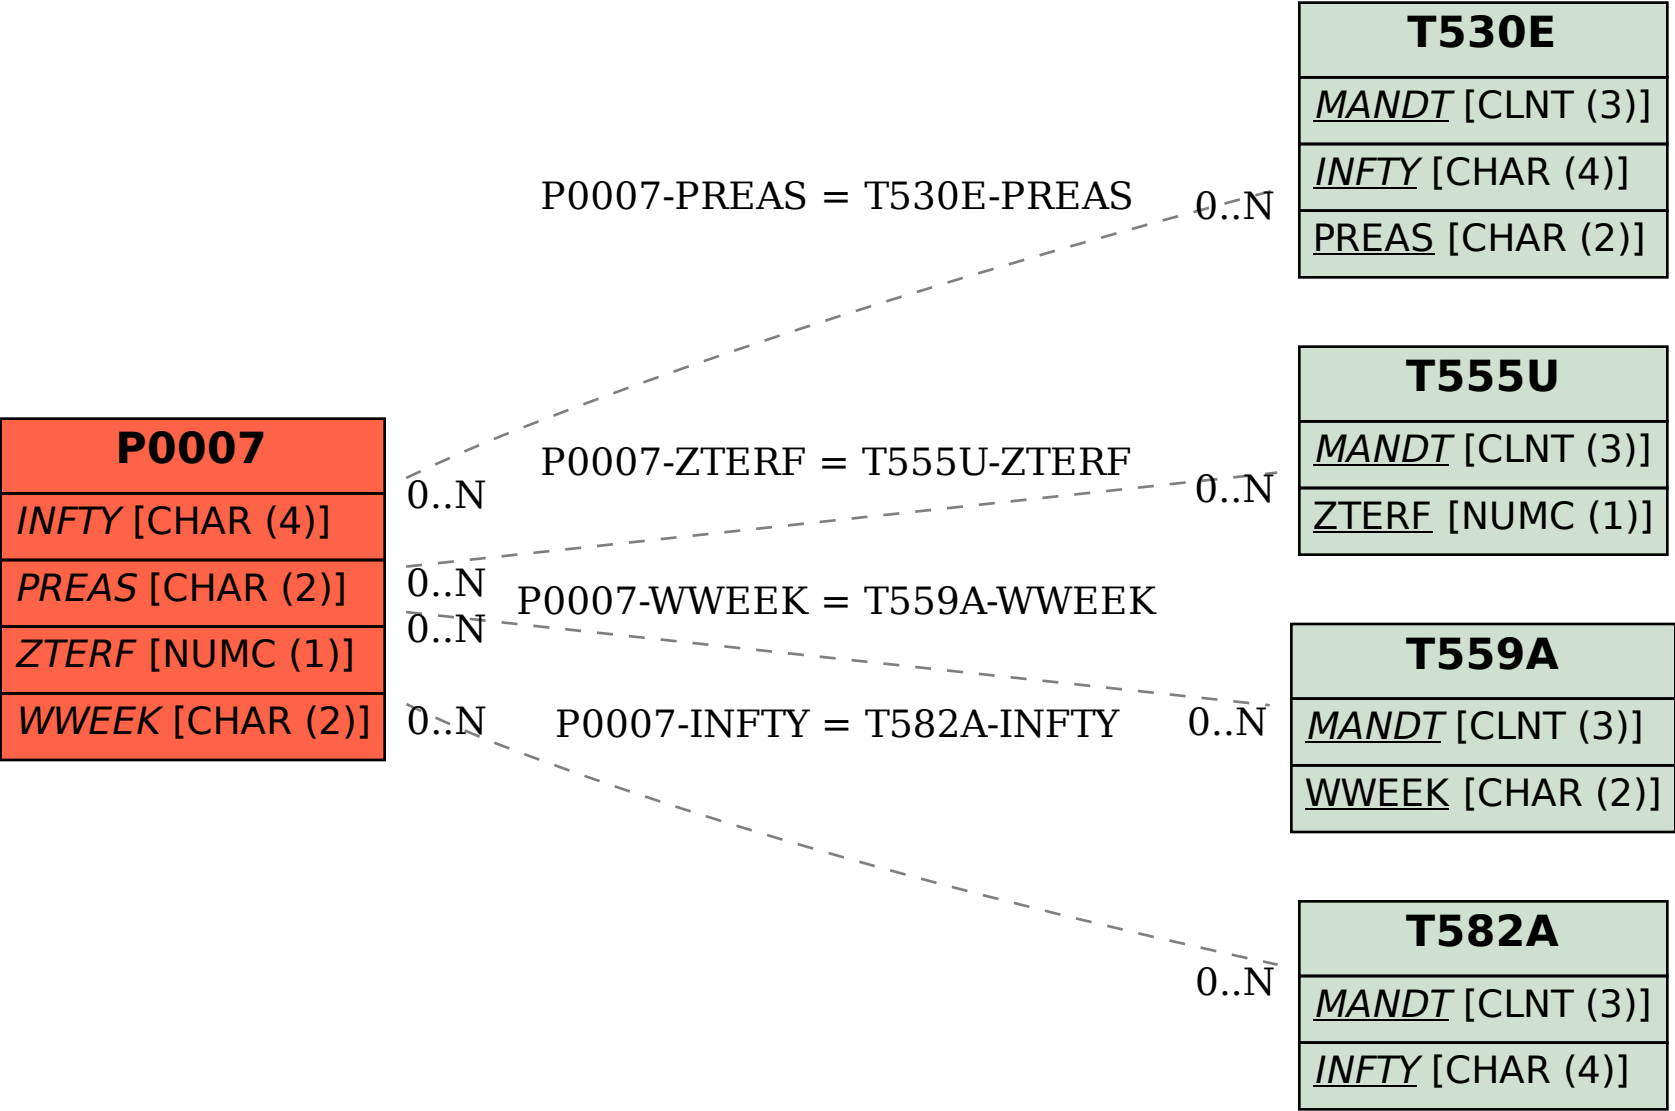 T530E
MANDT [CLNT (3)]
INFTY [CHAR (4)]
PREAS [CHAR (2)]
P0007-PREAS = T530E-PREAS
0..N
T555U
MANDT [CLNT (3)]
ZTERF [NUMC (1)]
P0007-ZTERF = T555U-ZTERF
0..N
P0007
INFTY [CHAR (4)]
PREAS [CHAR (2)]
ZTERF [NUMC (1)]
WWEEK [CHAR (2)]
0..N
0..N
0..N
0..N
P0007-WWEEK = T559A-WWEEK
0..N
T559A
MANDT [CLNT (3)]
WWEEK [CHAR (2)]
P0007-INFTY = T582A-INFTY
0..N
T582A
MANDT [CLNT (3)]
INFTY [CHAR (4)]